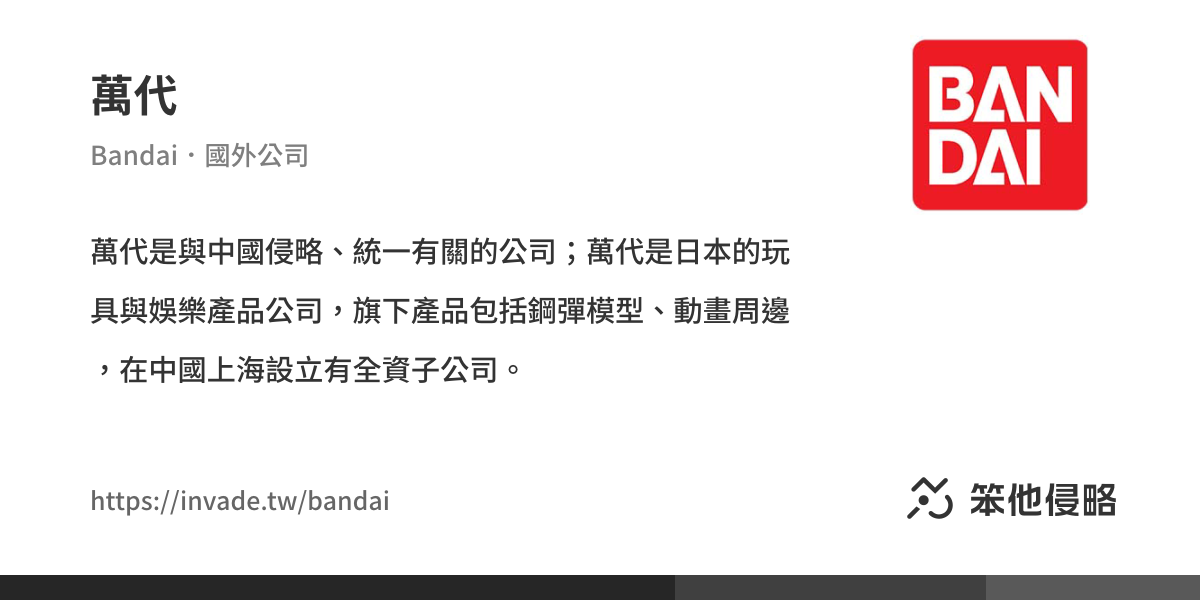 萬代
Bandai・國外公司
BAN
DAI
萬代是與中國侵略、統一有關的公司；萬代是日本的玩
具與娛樂產品公司，旗下產品包括鋼彈模型、動畫周邊
，在中國上海設立有全資子公司。
https://invade.tw/bandai
笨他侵略